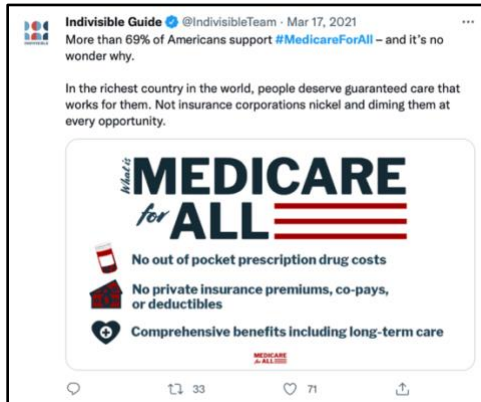 Indivisible Guide @IndivisibleTeam · Mar 17, 2021
More than 69% of Americans support #MedicareForAll – and it's no
wonder why.
In the richest country in the world, people deserve guaranteed care that
works for them. Not insurance corporations nickel and diming them at
every opportunity.
What is
MEDICARE
for ALL
No out of pocket prescription drug costs
No private insurance premiums, co-pays,
or deductibles
Comprehensive benefits including long-term care
MEDICARE
for ALL
33
71
INDIVISIBLE